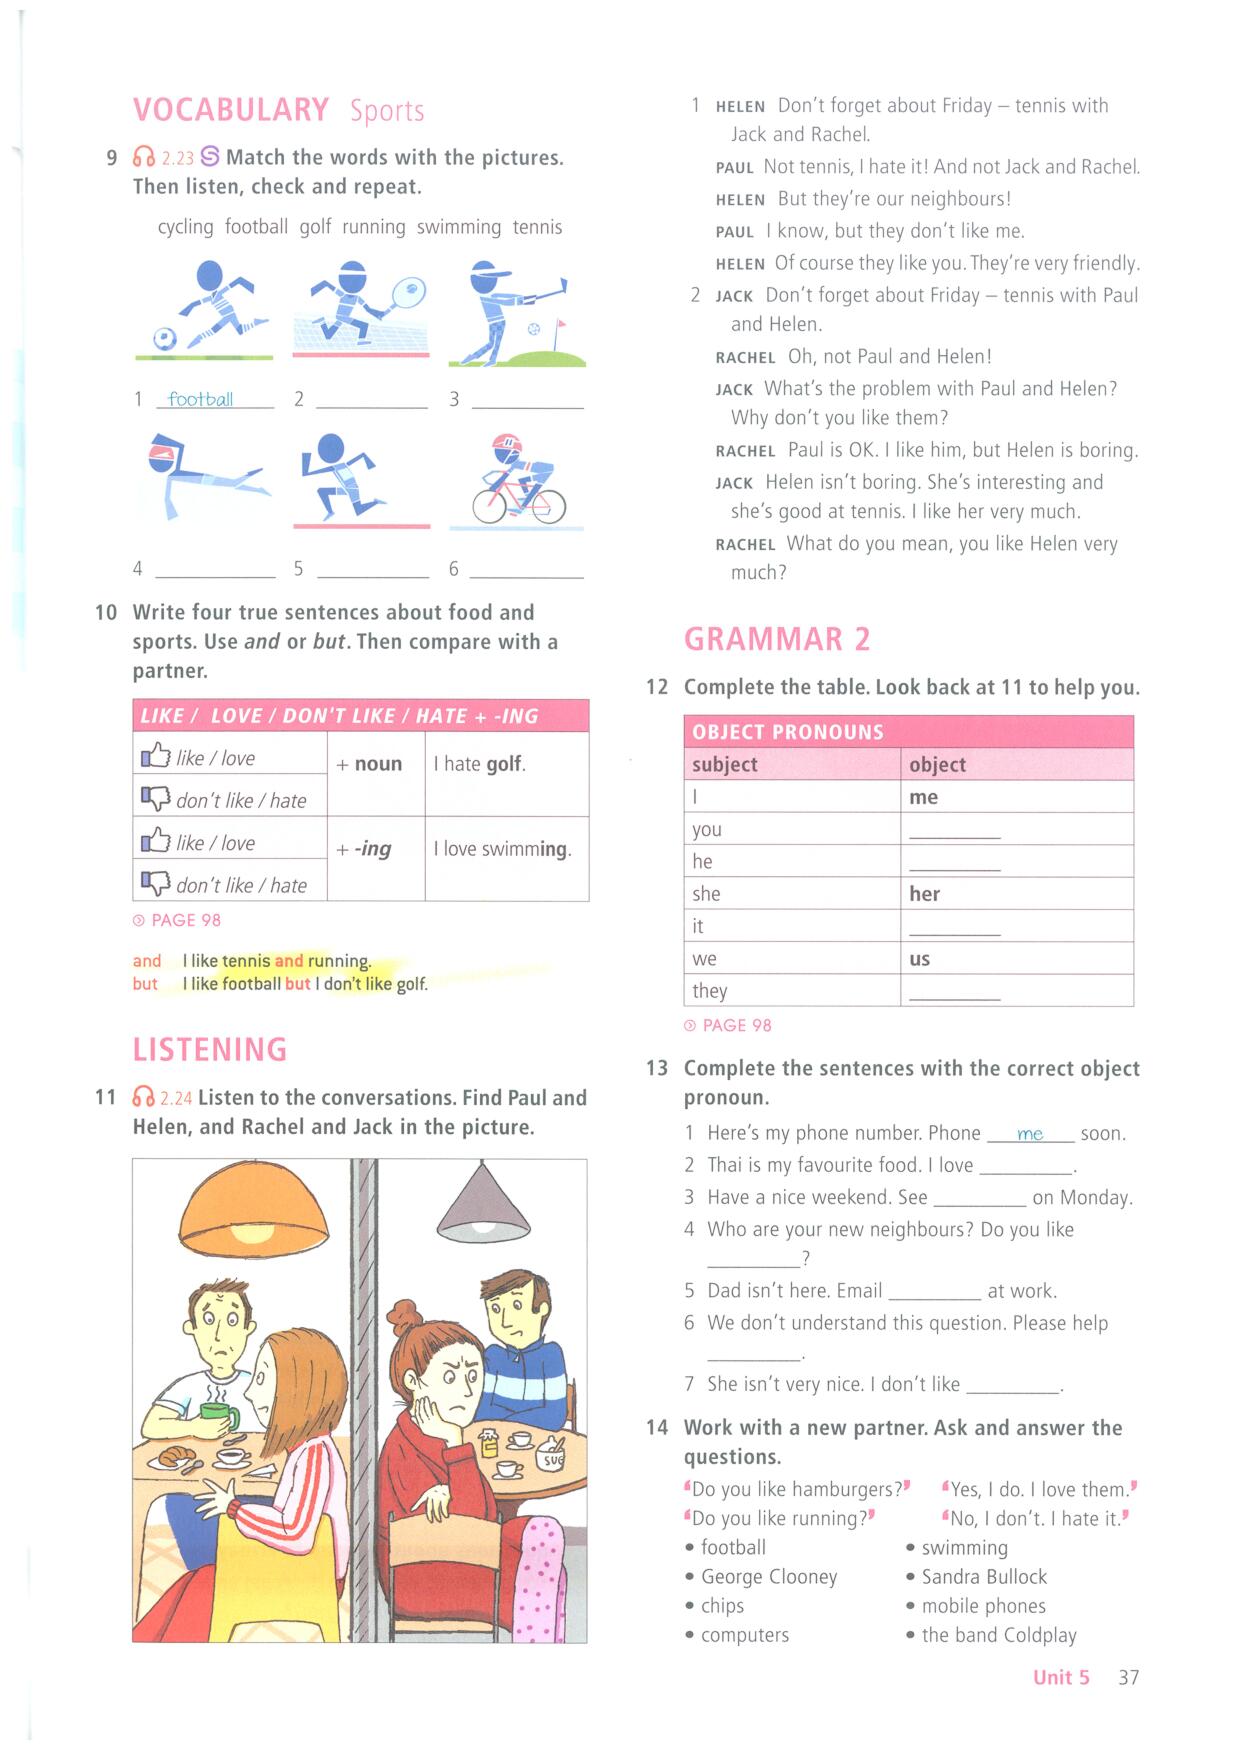 VOCABULARY Sports
9 2.23 S Match the words with the pictures.
Then listen, check and repeat.
cycling football golf running swimming tennis
1 football 2 ________ 3 ________
4 ________ 5 ________ 6 ________
10 Write four true sentences about food and
sports. Use and or but. Then compare with a
partner.
LIKE / LOVE / DON'T LIKE / HATE + -ING
like / love
+ noun I hate golf.
don't like / hate
like / love
+ -ing I love swimming.
don't like / hate
PAGE 98
and I like tennis and running.
but I like football but I don't like golf.
LISTENING
11 2.24 Listen to the conversations. Find Paul and
Helen, and Rachel and Jack in the picture.
SUG
1 HELEN Don't forget about Friday – tennis with
Jack and Rachel.
PAUL Not tennis, I hate it! And not Jack and Rachel.
HELEN But they're our neighbours!
PAUL I know, but they don't like me.
HELEN Of course they like you. They're very friendly.
2 JACK Don't forget about Friday – tennis with Paul
and Helen.
RACHEL Oh, not Paul and Helen!
JACK What's the problem with Paul and Helen?
Why don't you like them?
RACHEL Paul is OK. I like him, but Helen is boring.
JACK Helen isn't boring. She's interesting and
she's good at tennis. I like her very much.
RACHEL What do you mean, you like Helen very
much?
GRAMMAR 2
12 Complete the table. Look back at 11 to help you.
OBJECT PRONOUNS
subject object
I me
you ________
he ________
she her
it ________
we us
they ________
PAGE 98
13 Complete the sentences with the correct object
pronoun.
1 Here's my phone number. Phone me soon.
2 Thai is my favourite food. I love ________.
3 Have a nice weekend. See ________ on Monday.
4 Who are your new neighbours? Do you like
________?
5 Dad isn't here. Email ________ at work.
6 We don't understand this question. Please help
________.
7 She isn't very nice. I don't like ________.
14 Work with a new partner. Ask and answer the
questions.
'Do you like hamburgers?' 'Yes, I do. I love them.'
'Do you like running?' 'No, I don't. I hate it.'
• football • swimming
• George Clooney • Sandra Bullock
• chips • mobile phones
• computers • the band Coldplay
Unit 5 37